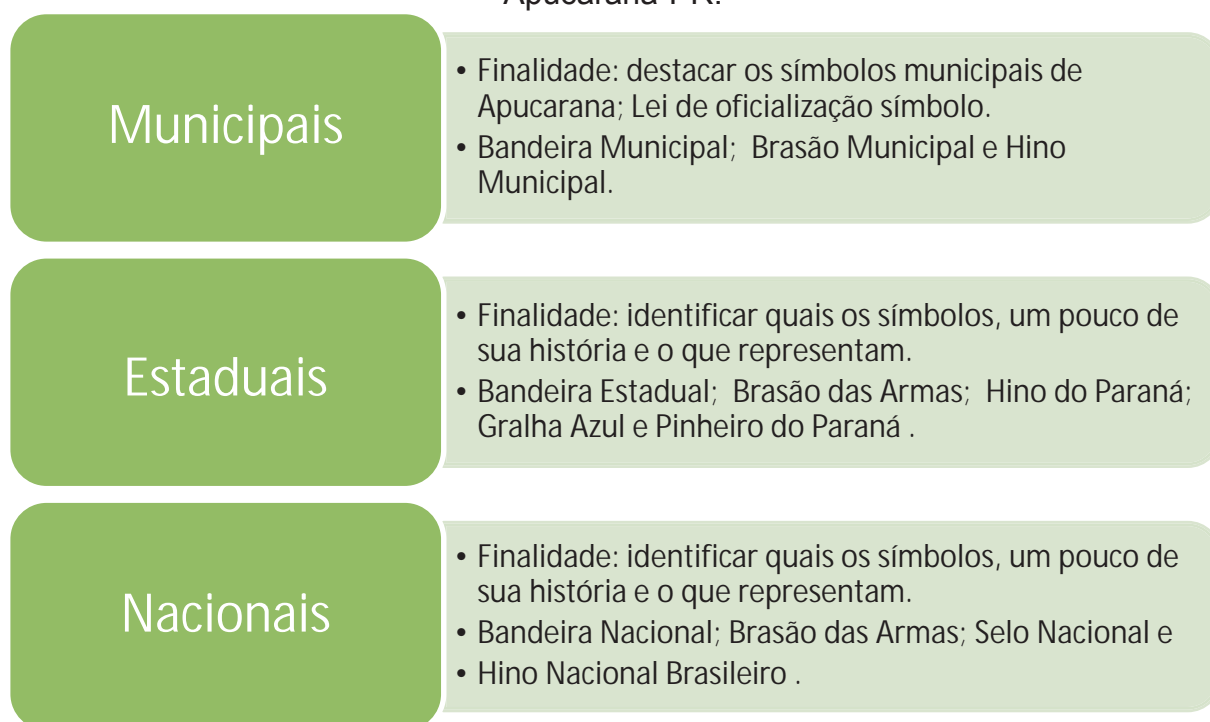 Apucarana-PR.
Municipais
• Finalidade: destacar os símbolos municipais de
Apucarana; Lei de oficialização símbolo.
• Bandeira Municipal; Brasão Municipal e Hino
Municipal.
Estaduais
• Finalidade: identificar quais os símbolos, um pouco de
sua história e o que representam.
• Bandeira Estadual; Brasão das Armas; Hino do Paraná;
Gralha Azul e Pinheiro do Paraná .
Nacionais
• Finalidade: identificar quais os símbolos, um pouco de
sua história e o que representam.
• Bandeira Nacional; Brasão das Armas; Selo Nacional e
• Hino Nacional Brasileiro .